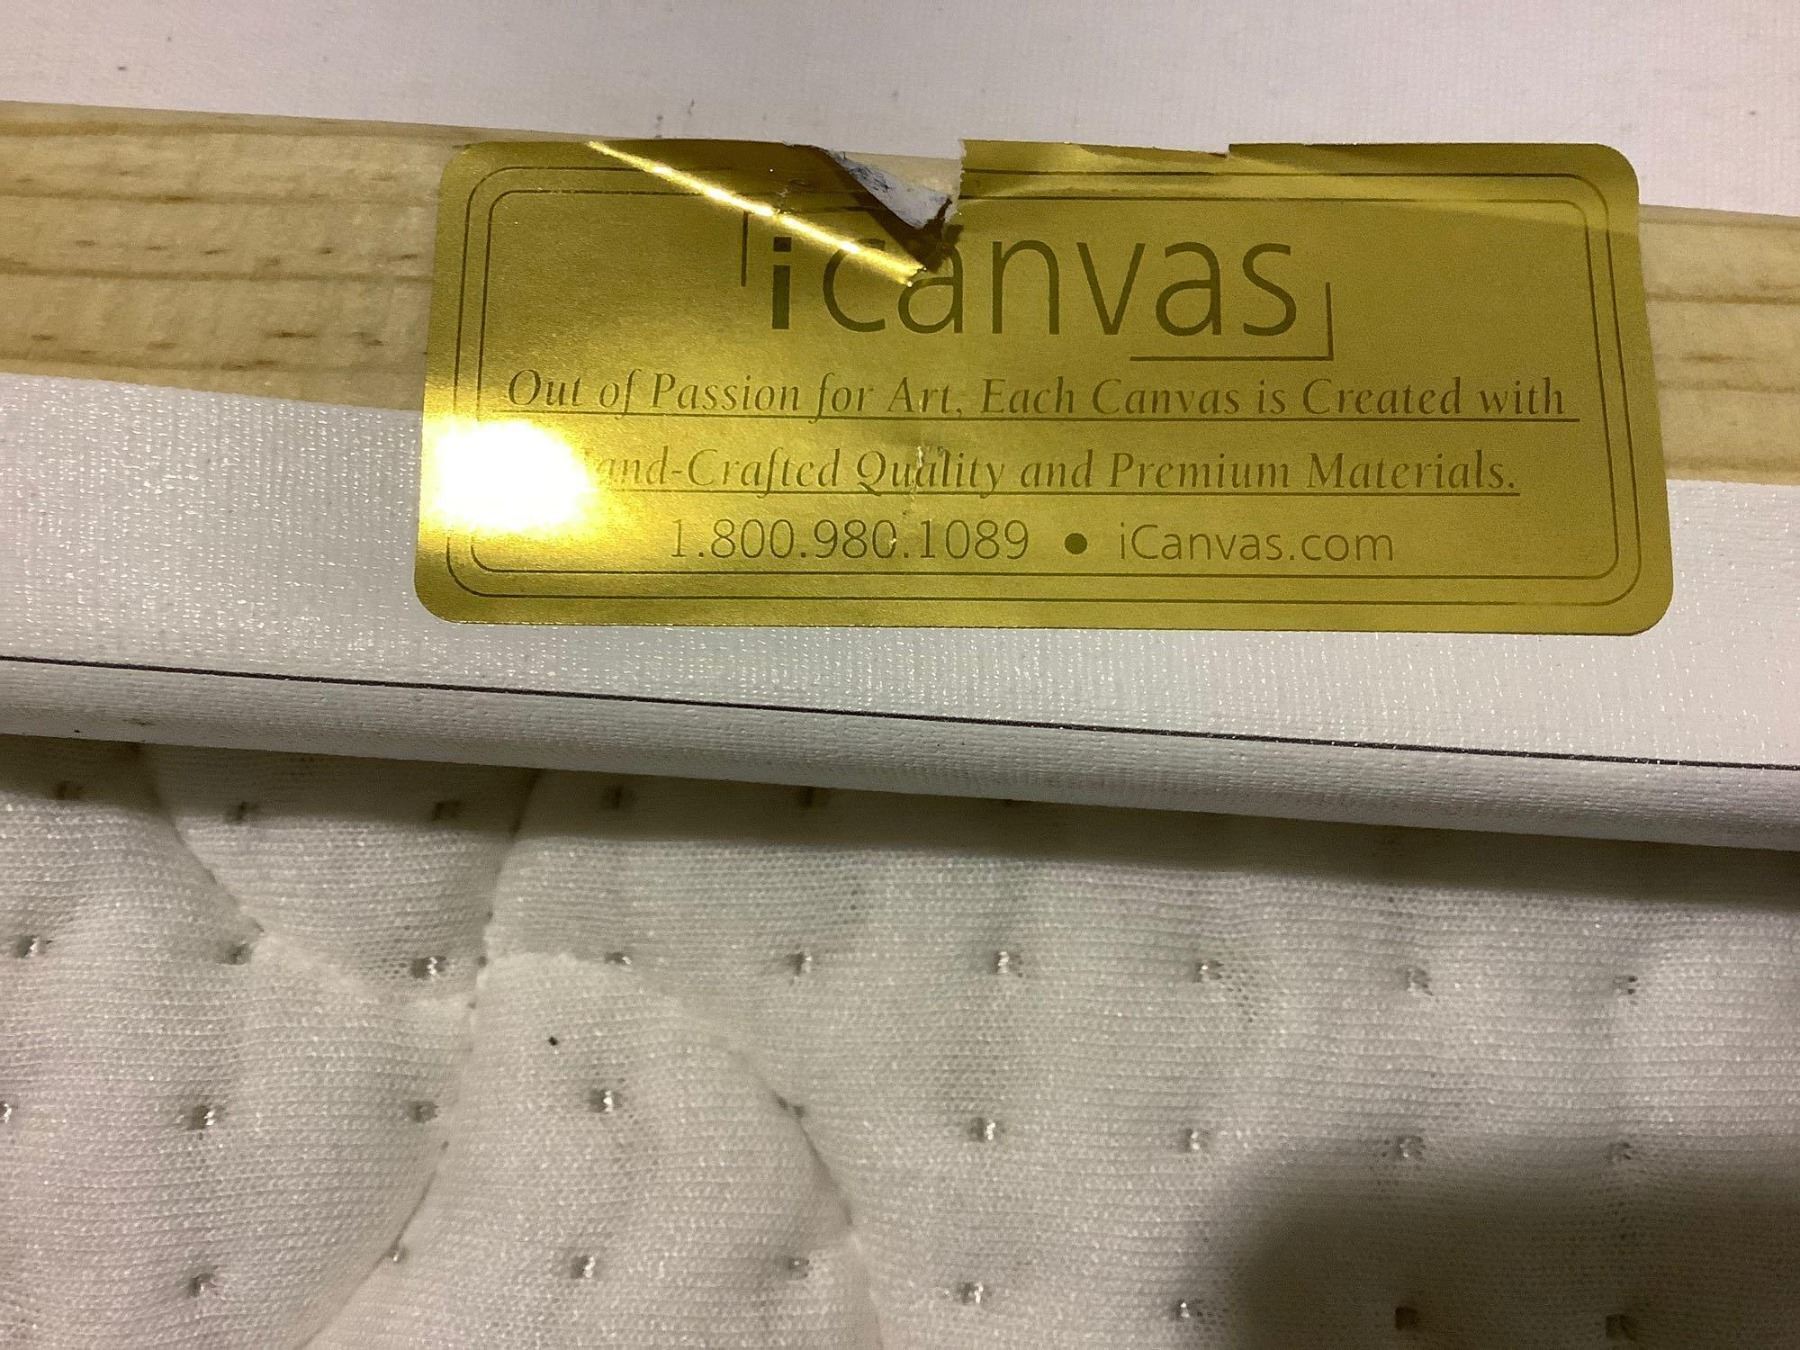 iCanvas
Out of Passion for Art, Each Canvas is Created with
Hand-Crafted Quality and Premium Materials.
1.800.980.1089 • iCanvas.com